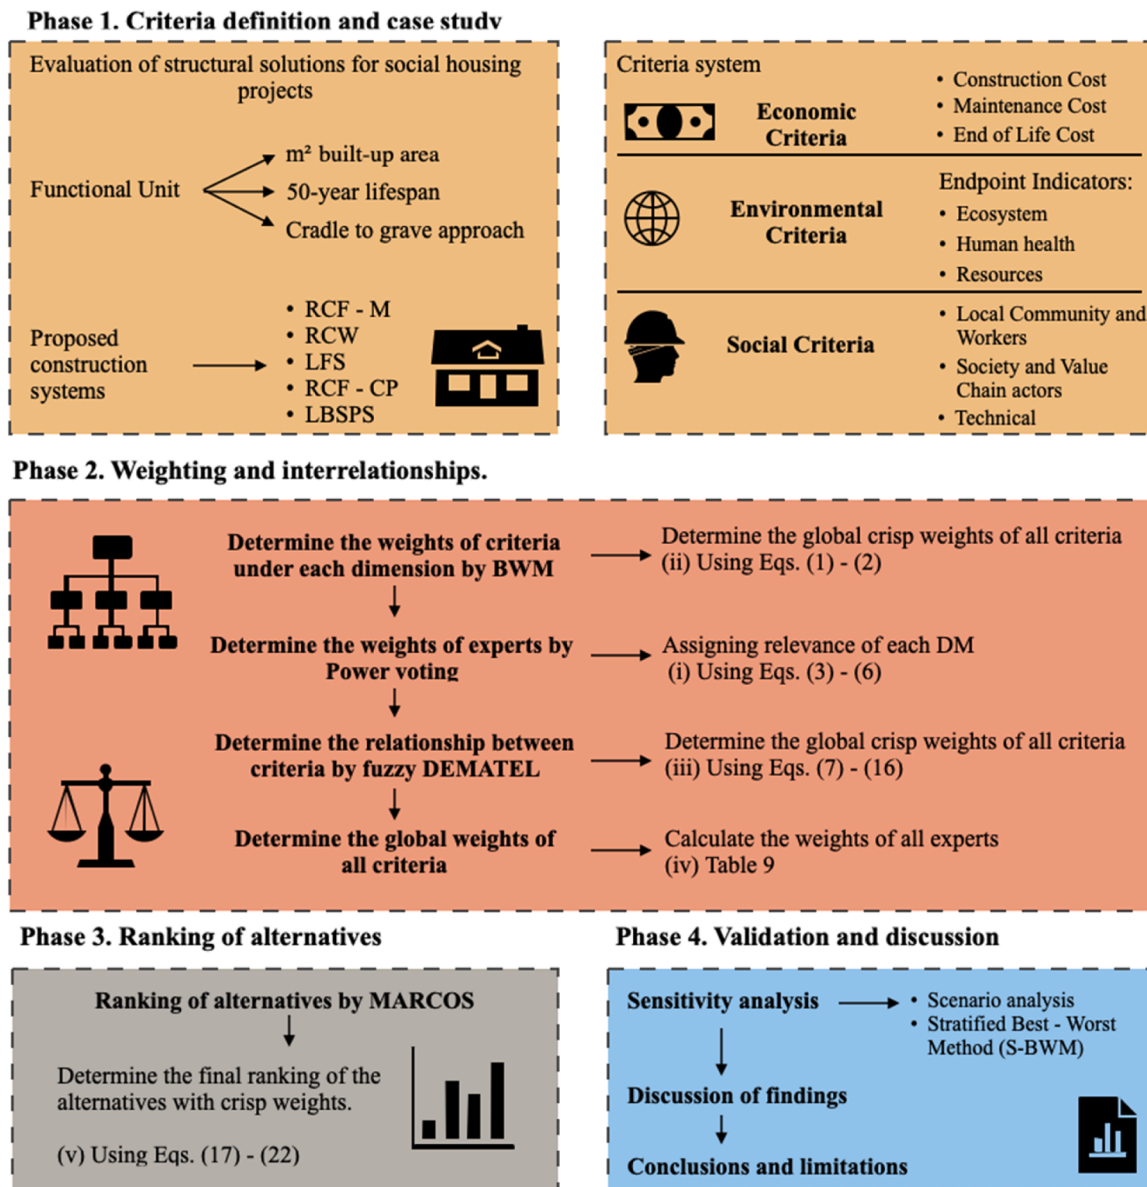 Phase 1. Criteria definition and case study
Evaluation of structural solutions for social housing
projects
Functional Unit
m² built-up area
50-year lifespan
Cradle to grave approach
Proposed
construction
systems
• RCF - M
• RCW
• LFS
• RCF - CP
• LBSPS
Criteria system
Economic
Criteria
• Construction Cost
• Maintenance Cost
• End of Life Cost
Environmental
Criteria
Endpoint Indicators:
• Ecosystem
• Human health
• Resources
Social Criteria
• Local Community and
Workers
• Society and Value
Chain actors
• Technical
Phase 2. Weighting and interrelationships.
Determine the weights of criteria
under each dimension by BWM
Determine the global crisp weights of all criteria
(ii) Using Eqs. (1) - (2)
Determine the weights of experts by
Power voting
Assigning relevance of each DM
(i) Using Eqs. (3) - (6)
Determine the relationship between
criteria by fuzzy DEMATEL
Determine the global crisp weights of all criteria
(iii) Using Eqs. (7) - (16)
Determine the global weights of
all criteria
Calculate the weights of all experts
(iv) Table 9
Phase 3. Ranking of alternatives
Ranking of alternatives by MARCOS
Determine the final ranking of the
alternatives with crisp weights.
(v) Using Eqs. (17) - (22)
Phase 4. Validation and discussion
Sensitivity analysis
• Scenario analysis
• Stratified Best - Worst
Method (S-BWM)
Discussion of findings
Conclusions and limitations